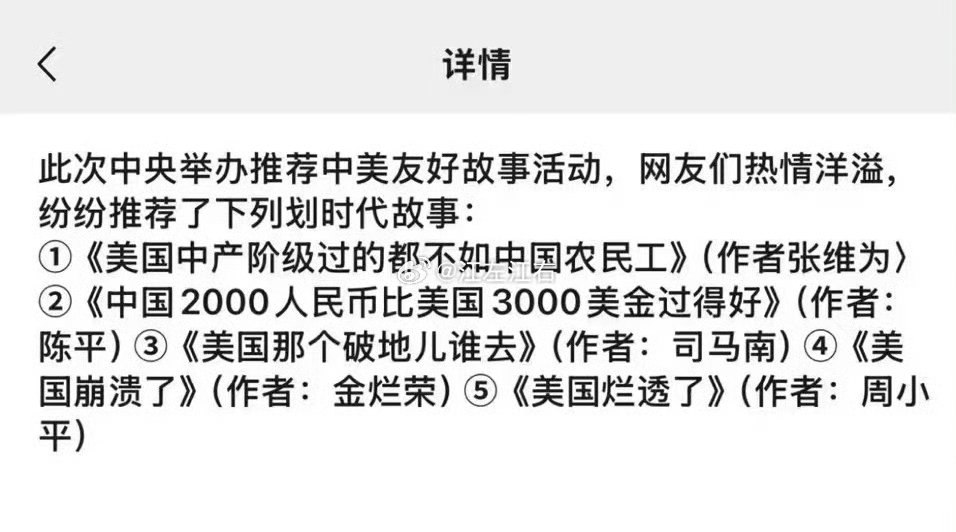 详情
此次中央举办推荐中美友好故事活动，网友们热情洋溢，
纷纷推荐了下列划时代故事：
①《美国中产阶级过的都不如中国农民工》(作者张维为〉
②《中国2000人民币比美国3000美金过得好》(作者：
陈平) ③《美国那个破地儿谁去》(作者：司马南) ④《美
国崩溃了》(作者：金烂荣) ⑤《美国烂透了》(作者：周小
平)
@江左江右